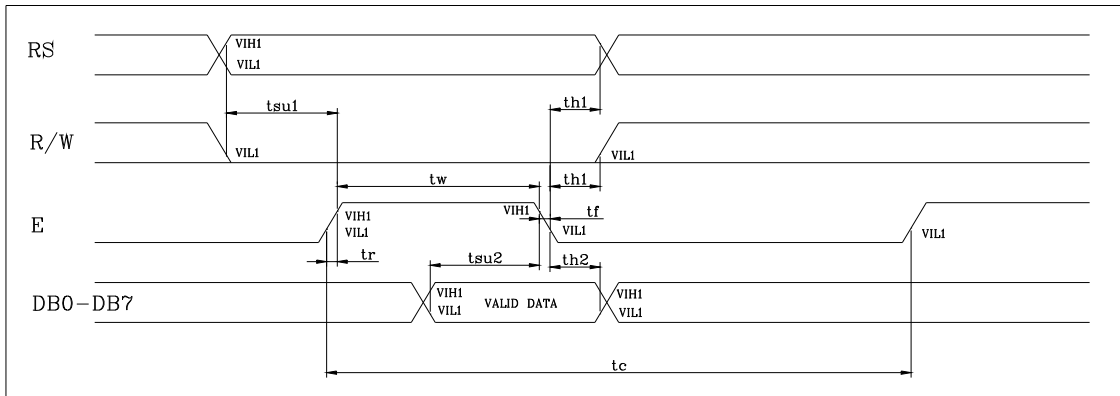 RS
VIH1
VIL1
tsu1
th1
R/W
VIL1
VIL1
tw
th1
E
VIH1
VIL1
VIH1
tf
VIL1
VIL1
tr
tsu2
th2
DB0-DB7
VIH1
VIL1
VALID DATA
VIH1
VIL1
tc